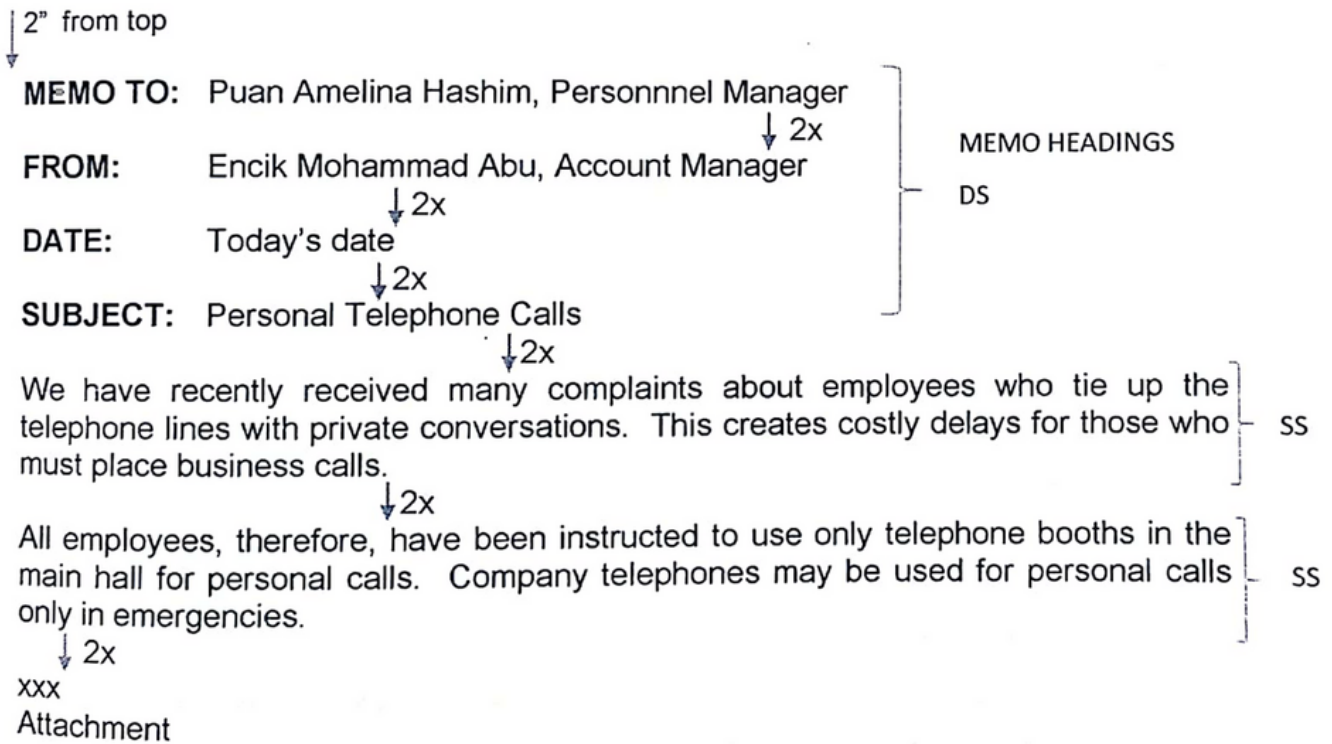 2” from top
MEMO TO: Puan Amelina Hashim, Personnnel Manager
2x
MEMO HEADINGS
FROM: Encik Mohammad Abu, Account Manager
DS
2x
DATE: Today's date
2x
SUBJECT: Personal Telephone Calls
2x
We have recently received many complaints about employees who tie up the
telephone lines with private conversations. This creates costly delays for those who SS
must place business calls.
2x
All employees, therefore, have been instructed to use only telephone booths in the
main hall for personal calls. Company telephones may be used for personal calls SS
only in emergencies.
2x
xxx
Attachment